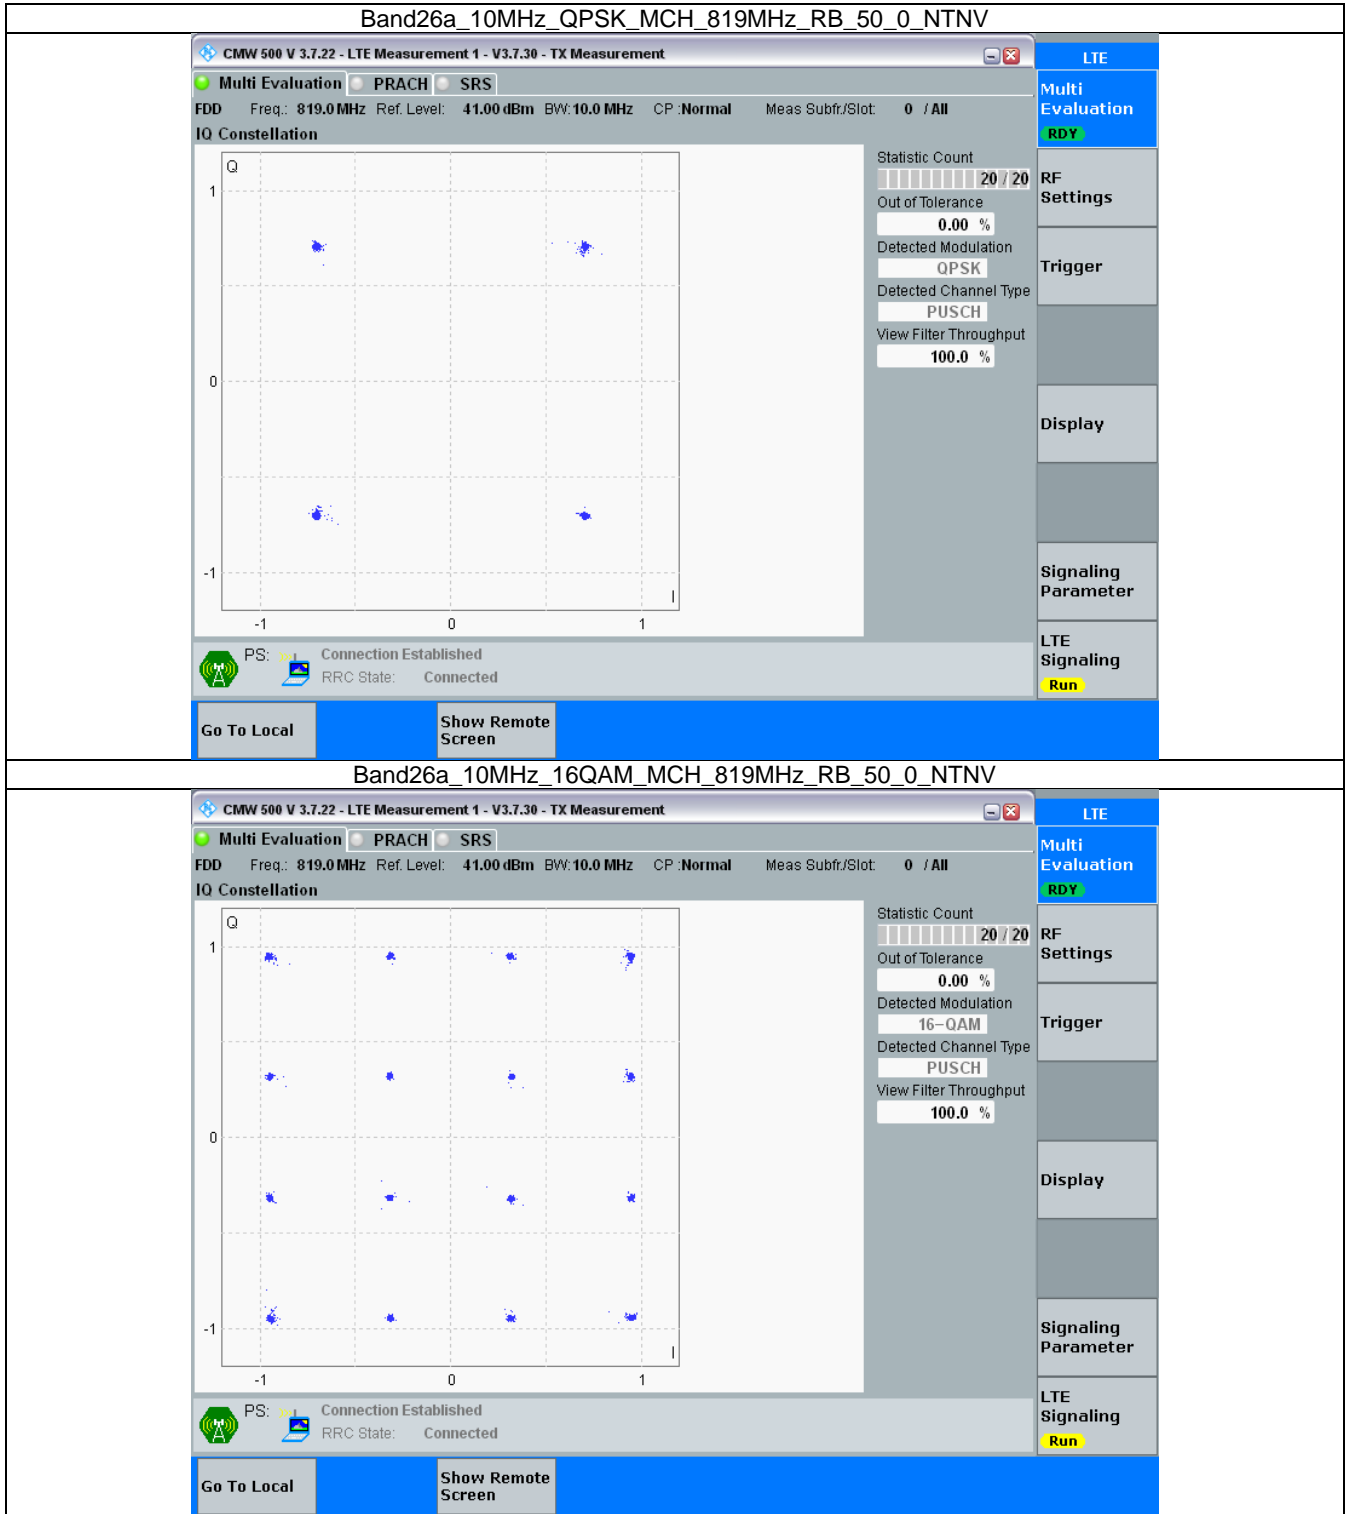 Band26a_10MHz_QPSK_MCH_819MHz_RB_50_0_NTNV
CMW 500 V 3.7.22 - LTE Measurement 1 - V3.7.30 - TX Measurement
LTE
Multi Evaluation PRACH SRS
Multi
Evaluation
RDY
FDD Freq.: 819.0 MHz Ref. Level: 41.00 dBm BW: 10.0 MHz CP : Normal Meas Subfr./Slot: 0 / All
IQ Constellation
Statistic Count
20 / 20
Out of Tolerance
0.00 %
Detected Modulation
QPSK
Detected Channel Type
PUSCH
View Filter Throughput
100.0 %
Q
1
0
-1
I
-1 0 1
RF
Settings
Trigger
Display
Signaling
Parameter
LTE
Signaling
Run
PS: Connection Established
RRC State: Connected
Go To Local
Show Remote
Screen
Band26a_10MHz_16QAM_MCH_819MHz_RB_50_0_NTNV
CMW 500 V 3.7.22 - LTE Measurement 1 - V3.7.30 - TX Measurement
LTE
Multi Evaluation PRACH SRS
Multi
Evaluation
RDY
FDD Freq.: 819.0 MHz Ref. Level: 41.00 dBm BW: 10.0 MHz CP : Normal Meas Subfr./Slot: 0 / All
IQ Constellation
Statistic Count
20 / 20
Out of Tolerance
0.00 %
Detected Modulation
16-QAM
Detected Channel Type
PUSCH
View Filter Throughput
100.0 %
Q
1
0
-1
I
-1 0 1
RF
Settings
Trigger
Display
Signaling
Parameter
LTE
Signaling
Run
PS: Connection Established
RRC State: Connected
Go To Local
Show Remote
Screen